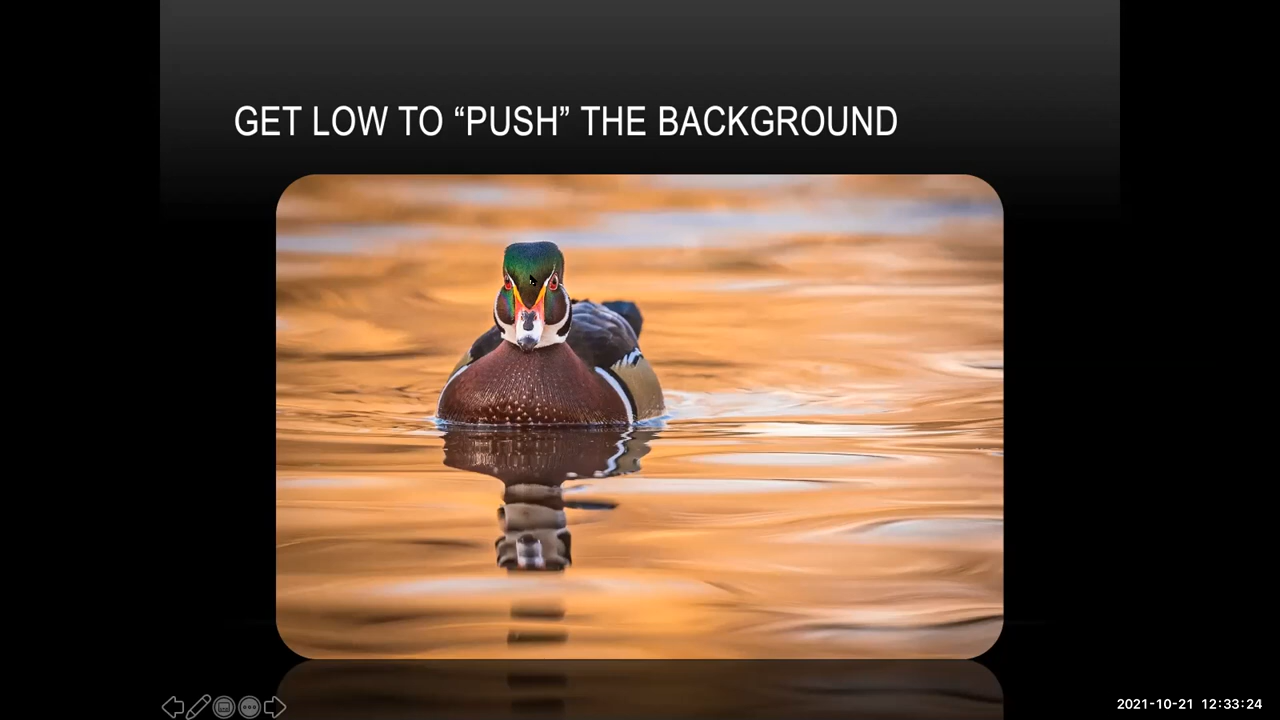 GET LOW TO “PUSH” THE BACKGROUND
2021-10-21 12:33:24